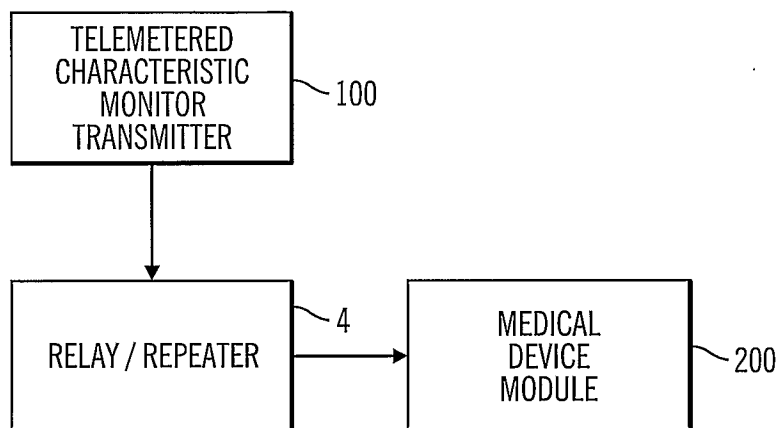 TELEMETERED
CHARACTERISTIC
MONITOR
TRANSMITTER
100
RELAY / REPEATER
4
MEDICAL
DEVICE
MODULE
200